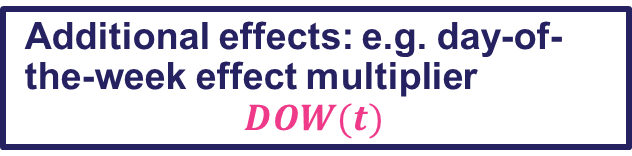 Additional effects: e.g. day-of-
the-week effect multiplier
DOW(t)